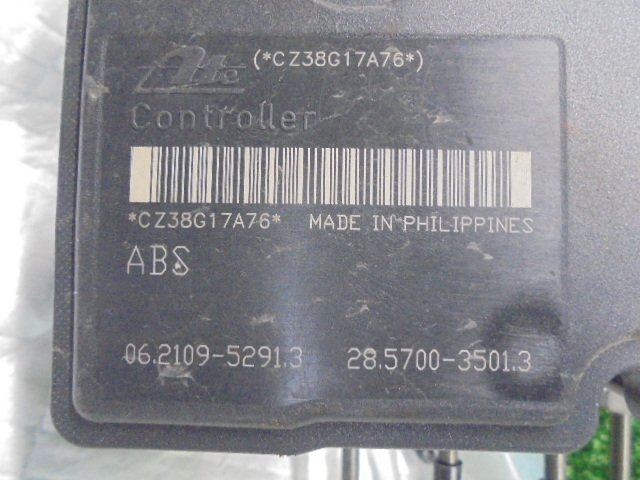 Ate (*CZ38G17A76*)
Controller
*CZ38G17A76* MADE IN PHILIPPINES
ABS
06.2109-5291.3 28.5700-3501.3